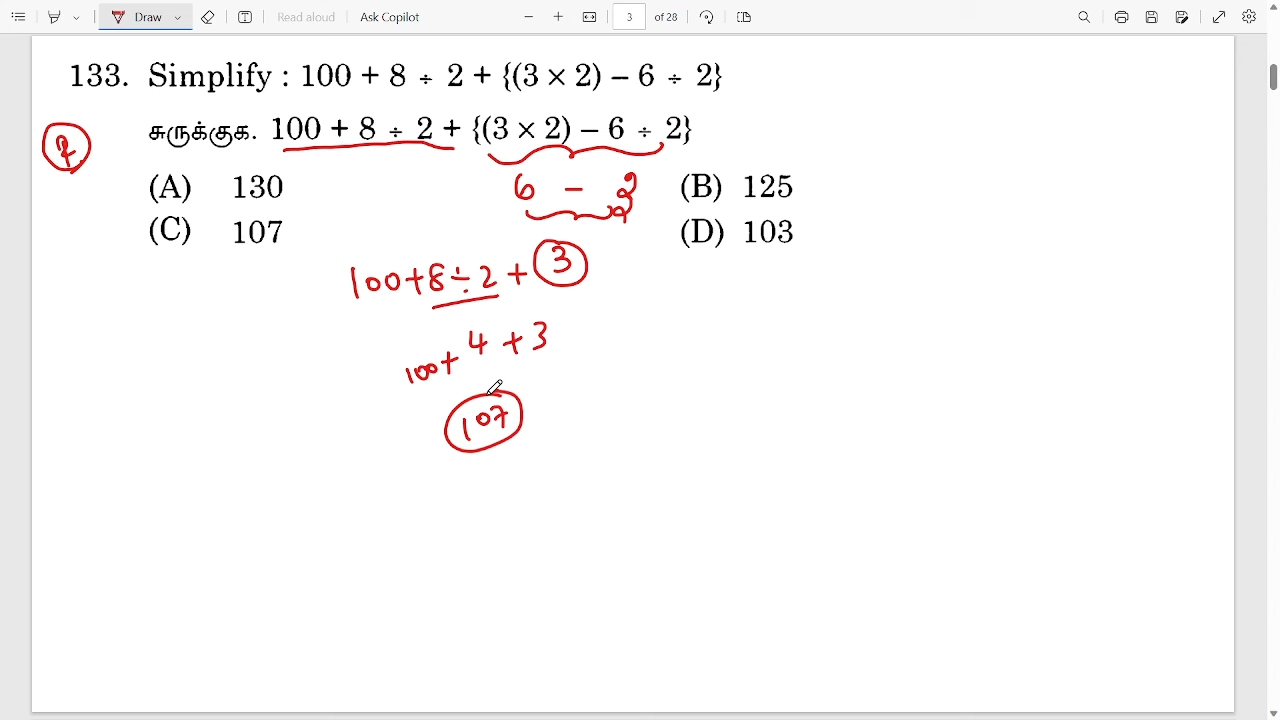 Draw
Read aloud
Ask Copilot
3
of 28
133. Simplify : 100 + 8 ÷ 2 + {(3 × 2) – 6 ÷ 2}
சுருக்குக. 100 + 8 ÷ 2 + {(3 × 2) – 6 ÷ 2}
(A) 130
6 –
(B) 125
(C) 107
(D) 103
100+8÷2 + 3
100+ 4 + 3
107